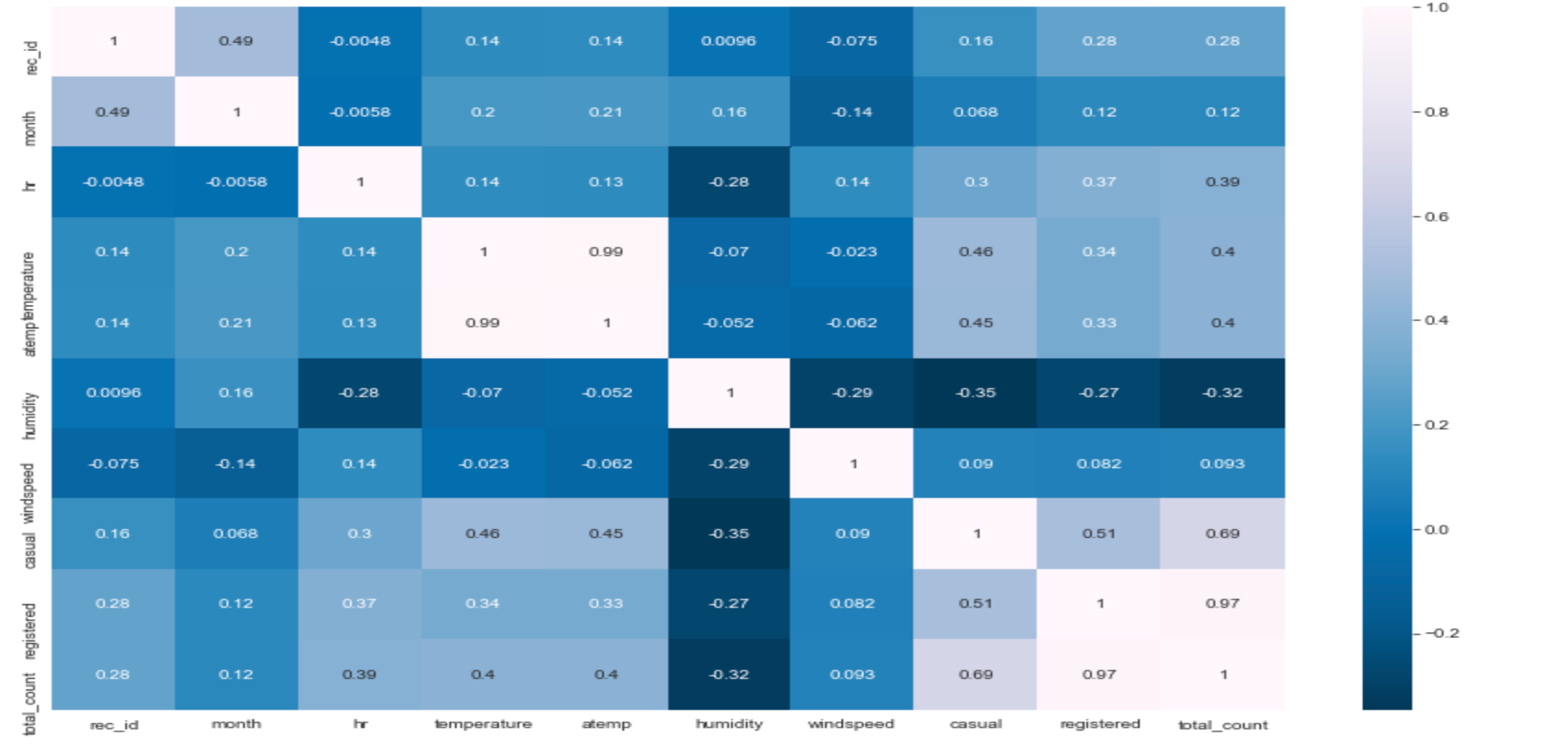 rec_id 1 0.49 -0.0048 0.14 0.14 0.0096 -0.075 0.16 0.28 0.28
month 0.49 1 -0.0058 0.2 0.21 0.16 -0.14 0.068 0.12 0.12
hr -0.0048 -0.0058 1 0.14 0.13 -0.28 0.14 0.3 0.37 0.39
temperature 0.14 0.2 0.14 1 0.99 -0.07 -0.023 0.46 0.34 0.4
atemp 0.14 0.21 0.13 0.99 1 -0.052 -0.062 0.45 0.33 0.4
humidity 0.0096 0.16 -0.28 -0.07 -0.052 1 -0.29 -0.35 -0.27 -0.32
windspeed -0.075 -0.14 0.14 -0.023 -0.062 -0.29 1 0.09 0.082 0.093
casual 0.16 0.068 0.3 0.46 0.45 -0.35 0.09 1 0.51 0.69
registered 0.28 0.12 0.37 0.34 0.33 -0.27 0.082 0.51 1 0.97
total_count 0.28 0.12 0.39 0.4 0.4 -0.32 0.093 0.69 0.97 1
rec_id month hr temperature atemp humidity windspeed casual registered total_count
1.0
0.8
0.6
0.4
0.2
0.0
−0.2